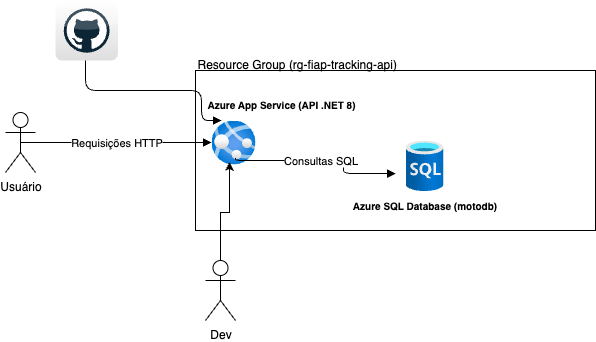 Resource Group (rg-fiap-tracking-api)
Azure App Service (API .NET 8)
Requisições HTTP
Consultas SQL
SQL
Usuário
Azure SQL Database (motodb)
Dev